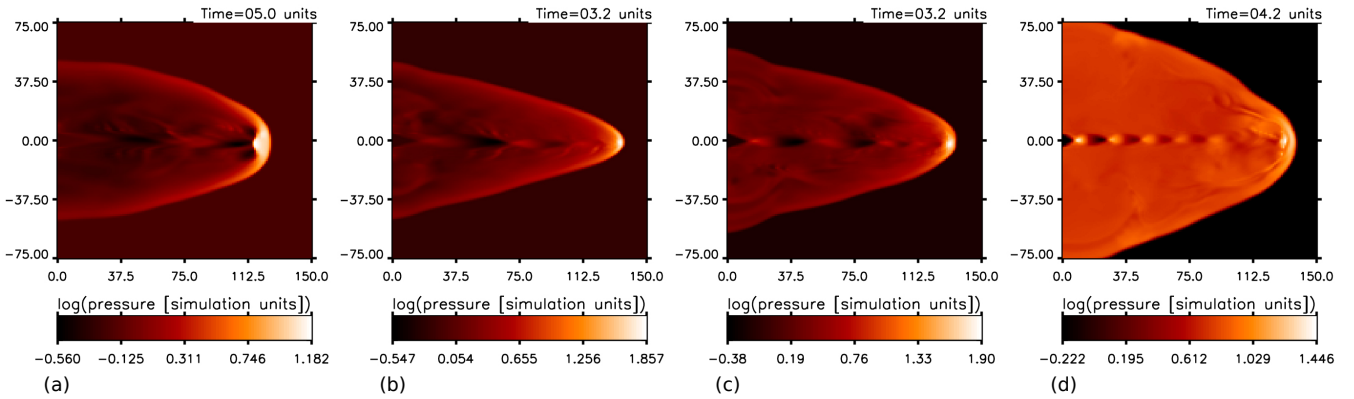 Time=05.0 units
75.00
37.50
0.00
−37.50
−75.00
0.0 37.5 75.0 112.5 150.0
log(pressure [simulation units])
−0.560 −0.125 0.311 0.746 1.182
(a)
Time=03.2 units
75.00
37.50
0.00
−37.50
−75.00
0.0 37.5 75.0 112.5 150.0
log(pressure [simulation units])
−0.547 0.054 0.655 1.256 1.857
(b)
Time=03.2 units
75.00
37.50
0.00
−37.50
−75.00
0.0 37.5 75.0 112.5 150.0
log(pressure [simulation units])
−0.38 0.19 0.76 1.33 1.90
(c)
Time=04.2 units
75.00
37.50
0.00
−37.50
−75.00
0.0 37.5 75.0 112.5 150.0
log(pressure [simulation units])
−0.222 0.195 0.612 1.029 1.446
(d)